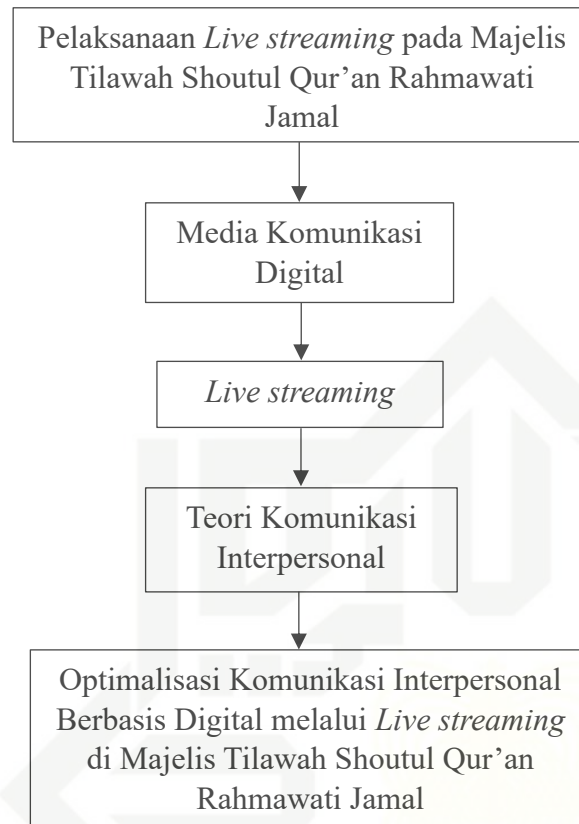 Pelaksanaan Live streaming pada Majelis
Tilawah Shoutul Qur’an Rahmawati
Jamal
Media Komunikasi
Digital
Live streaming
Teori Komunikasi
Interpersonal
Optimalisasi Komunikasi Interpersonal
Berbasis Digital melalui Live streaming
di Majelis Tilawah Shoutul Qur’an
Rahmawati Jamal